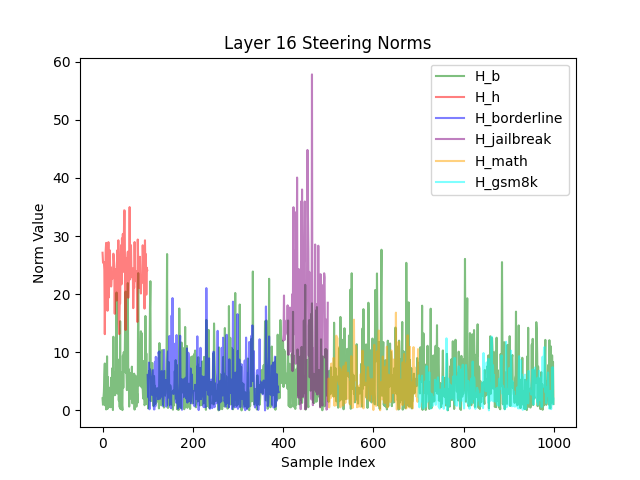 Layer 16 Steering Norms
60
50
40
30
20
10
0
Norm Value
H_b
H_h
H_borderline
H_jailbreak
H_math
H_gsm8k
0 200 400 600 800 1000
Sample Index